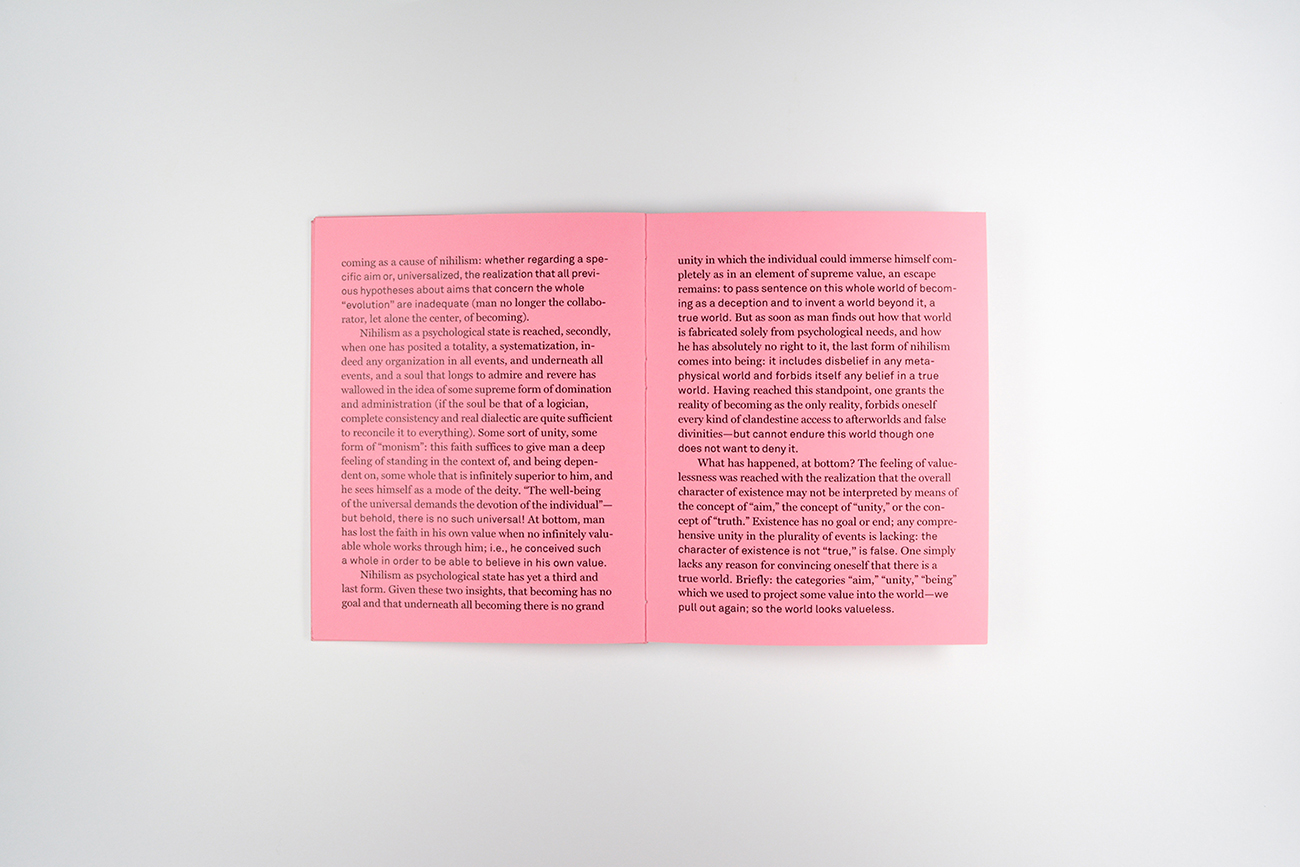 coming as a cause of nihilism: whether regarding a spe-
cific aim or, universalized, the realization that all previ-
ous hypotheses about aims that concern the whole
“evolution” are inadequate (man no longer the collabo-
rator, let alone the center, of becoming).
Nihilism as a psychological state is reached, secondly,
when one has posited a totality, a systematization, in-
deed any organization in all events, and underneath all
events, and a soul that longs to admire and revere has
wallowed in the idea of some supreme form of domination
and administration (if the soul be that of a logician,
complete consistency and real dialectic are quite sufficient
to reconcile it to everything). Some sort of unity, some
form of “monism”: this faith suffices to give man a deep
feeling of standing in the context of, and being depen-
dent on, some whole that is infinitely superior to him, and
he sees himself as a mode of the deity. “The well-being
of the universal demands the devotion of the individual”—
but behold, there is no such universal! At bottom, man
has lost the faith in his own value when no infinitely valu-
able whole works through him; i.e., he conceived such
a whole in order to be able to believe in his own value.
Nihilism as psychological state has yet a third and
last form. Given these two insights, that becoming has no
goal and that underneath all becoming there is no grand
unity in which the individual could immerse himself com-
pletely as in an element of supreme value, an escape
remains: to pass sentence on this whole world of becom-
ing as a deception and to invent a world beyond it, a
true world. But as soon as man finds out how that world
is fabricated solely from psychological needs, and how
he has absolutely no right to it, the last form of nihilism
comes into being: it includes disbelief in any meta-
physical world and forbids itself any belief in a true
world. Having reached this standpoint, one grants the
reality of becoming as the only reality, forbids oneself
every kind of clandestine access to afterworlds and false
divinities—but cannot endure this world though one
does not want to deny it.
What has happened, at bottom? The feeling of value-
lessness was reached with the realization that the overall
character of existence may not be interpreted by means of
the concept of “aim,” the concept of “unity,” or the con-
cept of “truth.” Existence has no goal or end; any compre-
hensive unity in the plurality of events is lacking: the
character of existence is not “true,” is false. One simply
lacks any reason for convincing oneself that there is a
true world. Briefly: the categories “aim,” “unity,” “being”
which we used to project some value into the world—we
pull out again; so the world looks valueless.